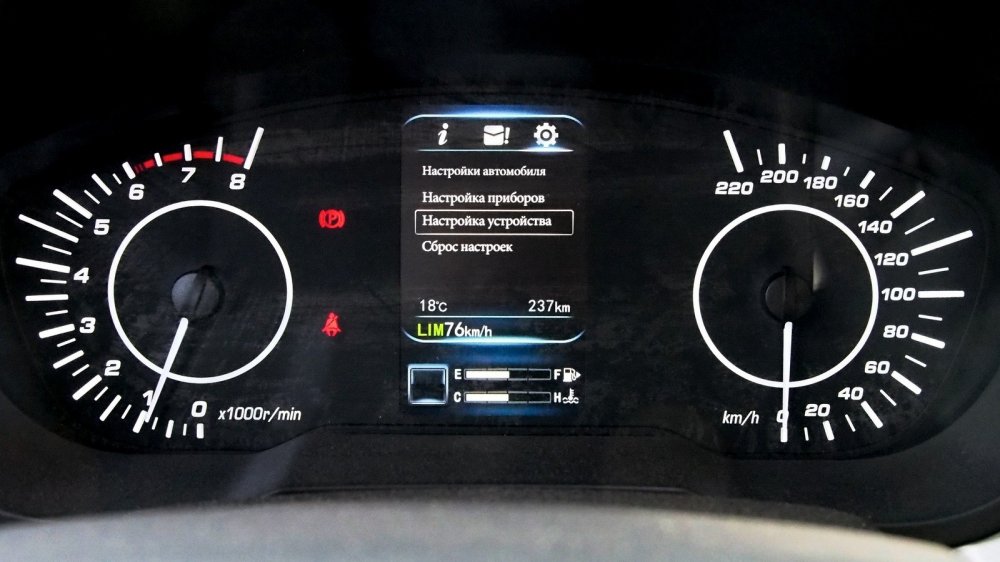 i !
Настройки автомобиля
Настройка приборов
Настройка устройства
Сброс настроек
18°C 237km
LIM76km/h
E F
C H
0 1 2 3 4 5 6 7 8
x1000r/min
(P)
km/h
0 20 40 60 80 100 120 140 160 180 200 220